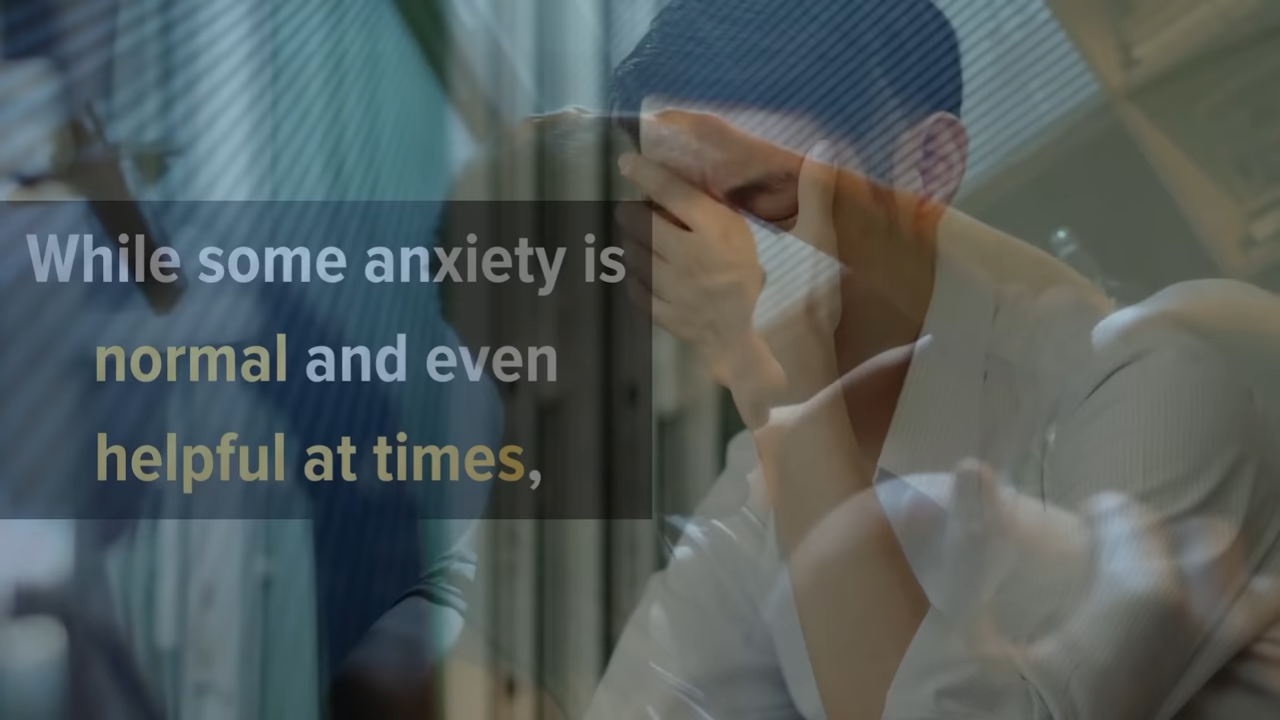 While some anxiety is
normal and even
helpful at times,